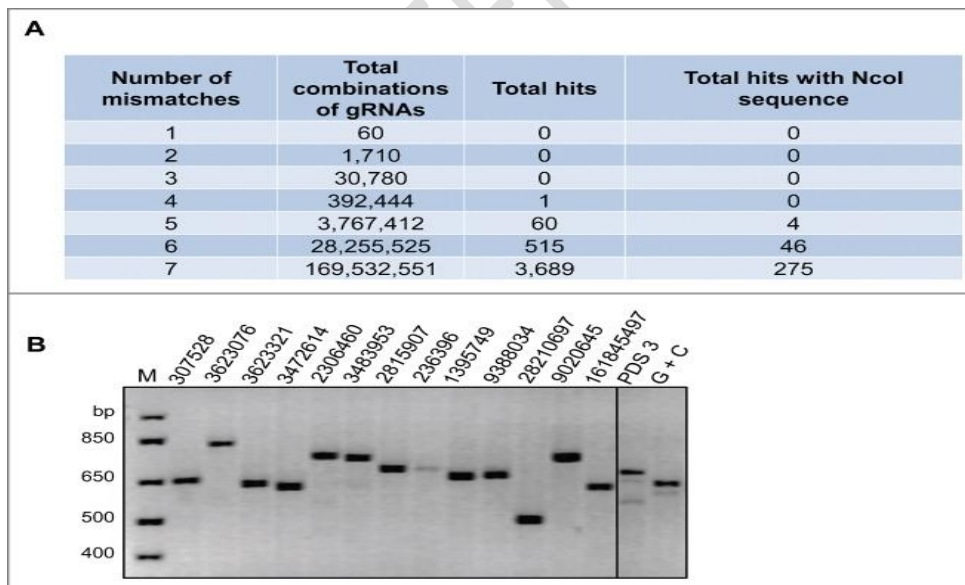 A
Number of mismatches Total combinations of gRNAs Total hits Total hits with NcoI sequence
1 60 0 0
2 1,710 0 0
3 30,780 0 0
4 392,444 1 0
5 3,767,412 60 4
6 28,255,525 515 46
7 169,532,551 3,689 275
B
M 307528 3623076 3623321 3472614 2306460 3483953 2815907 236396 1395749 9388034 28210697 9020645 161845497 PDS 3 G + C
bp
850
650
500
400